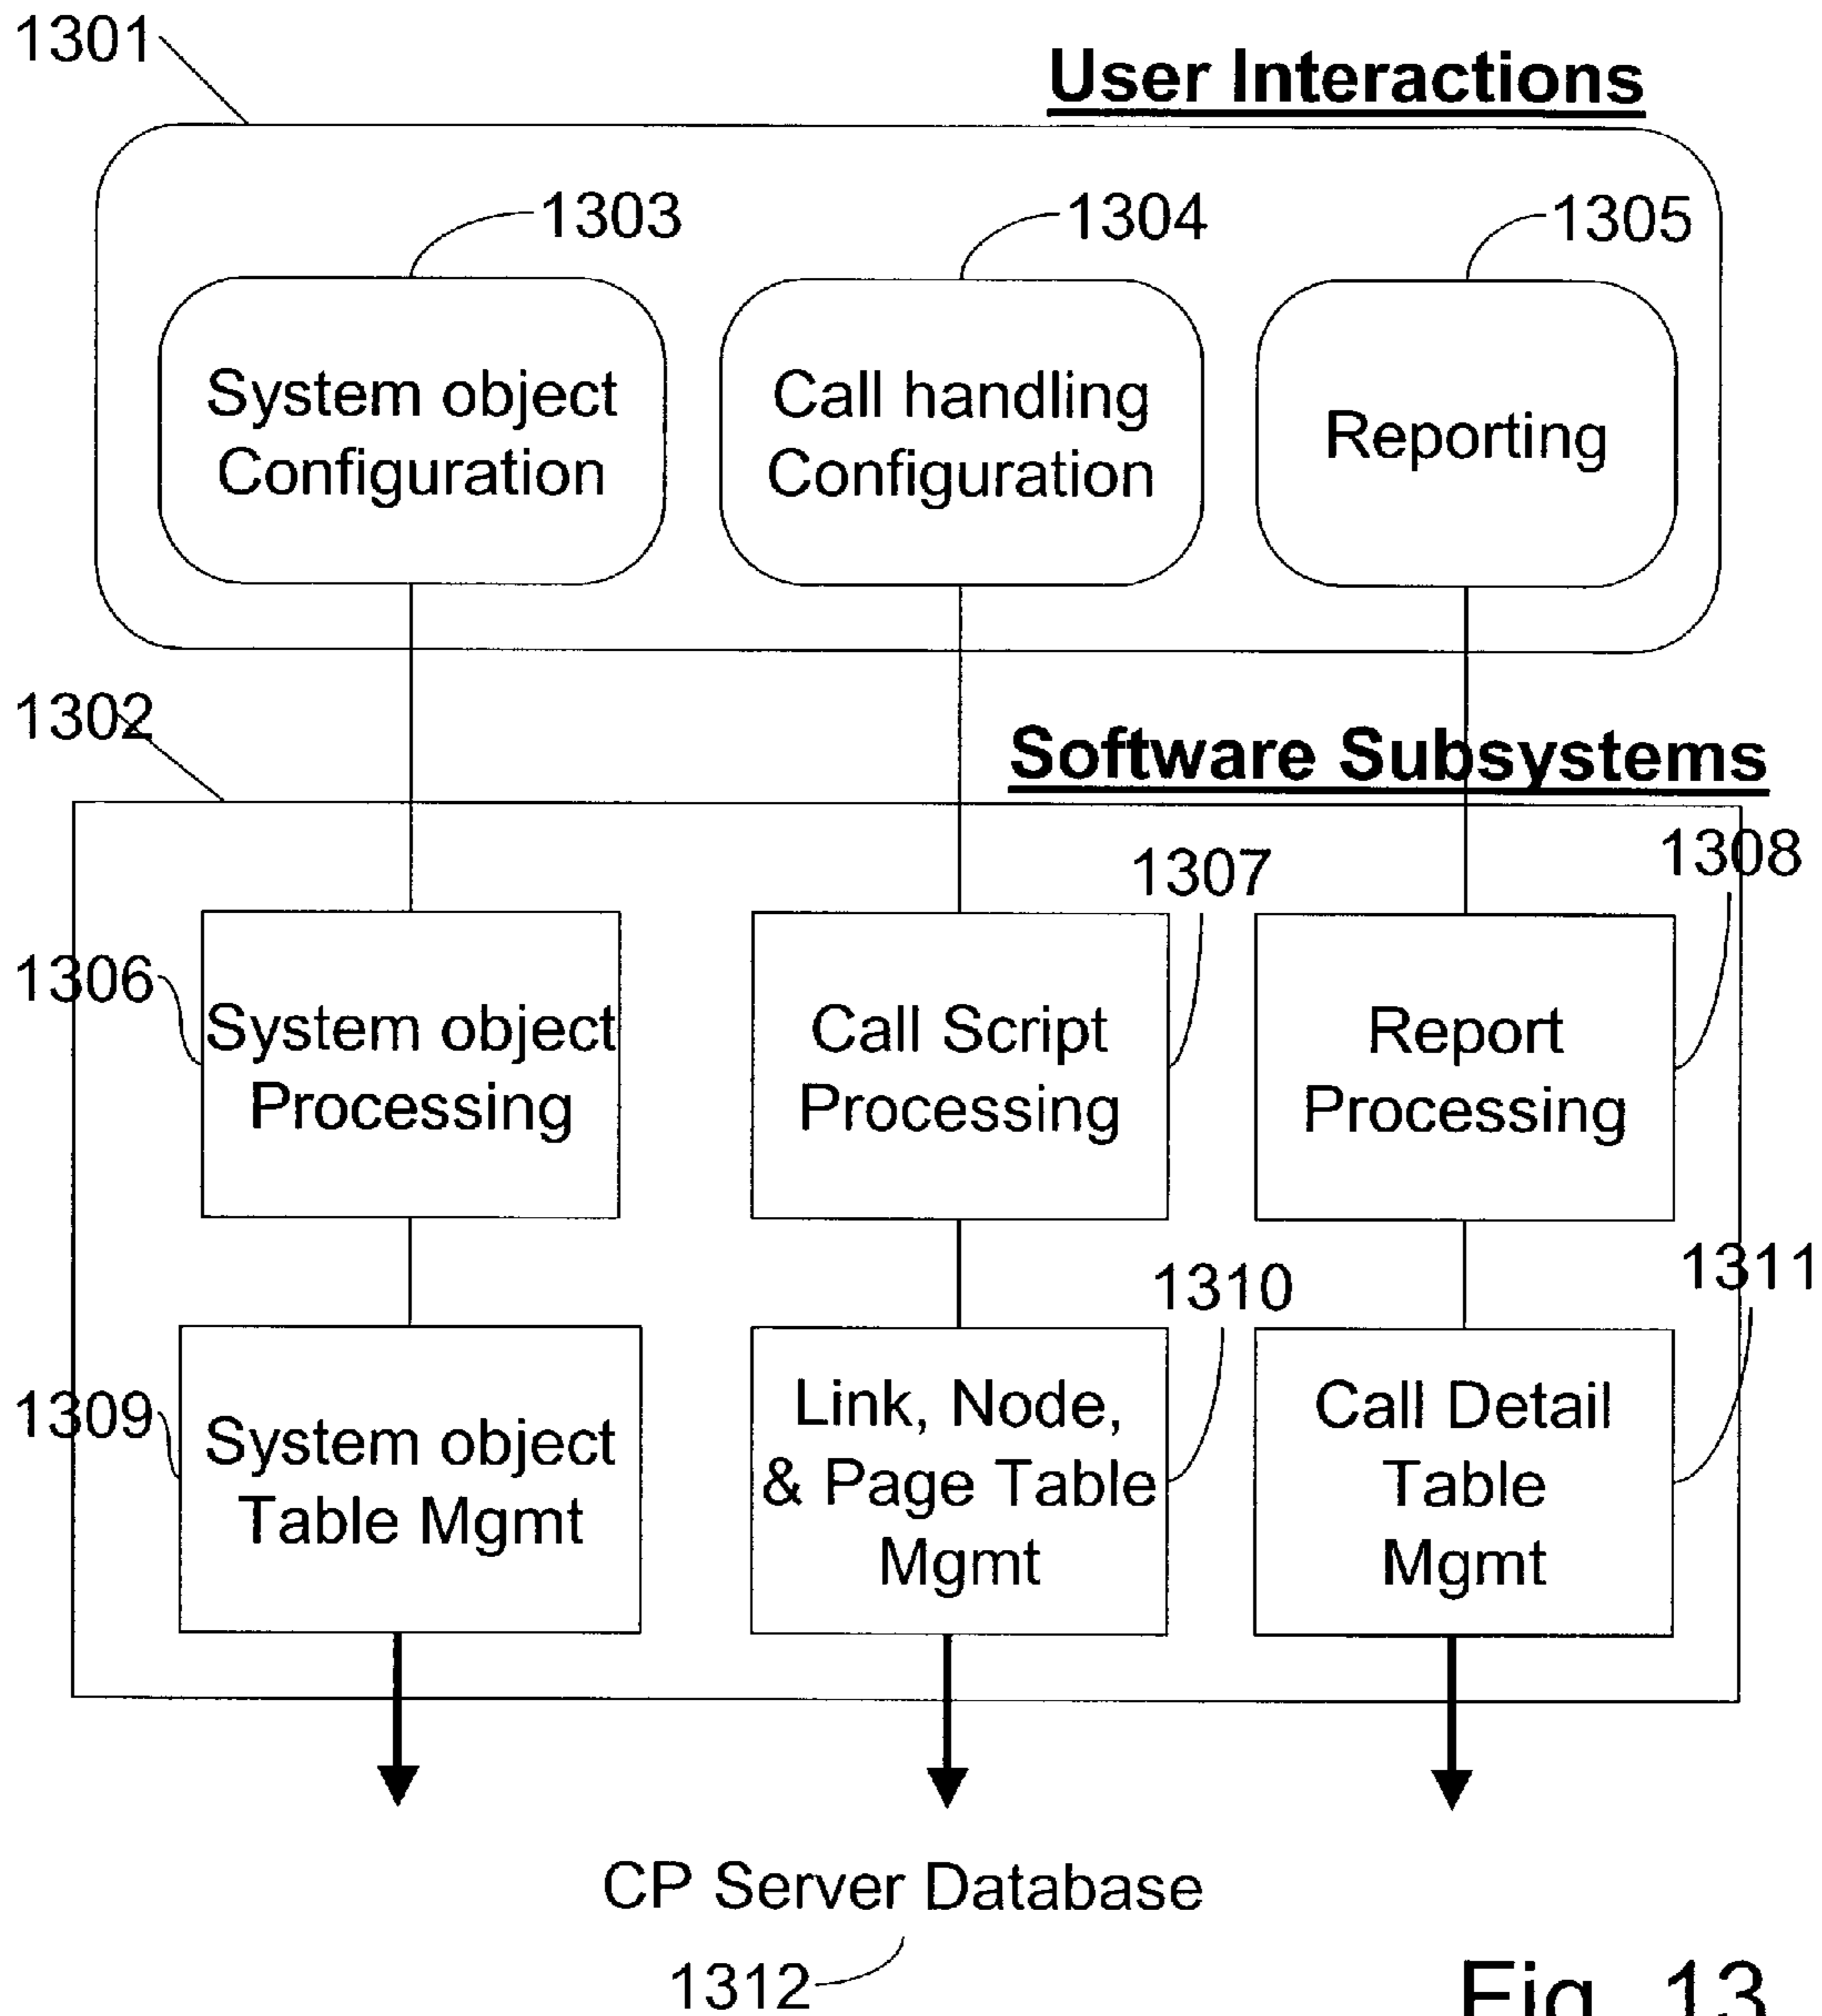 1301
User Interactions
1303
1304
1305
System object
Configuration
Call handling
Configuration
Reporting
1302
Software Subsystems
1307
1308
1306
System object
Processing
Call Script
Processing
Report
Processing
1310
1311
1309
System object
Table Mgmt
Link, Node,
& Page Table
Mgmt
Call Detail
Table
Mgmt
CP Server Database
1312
Fig. 13